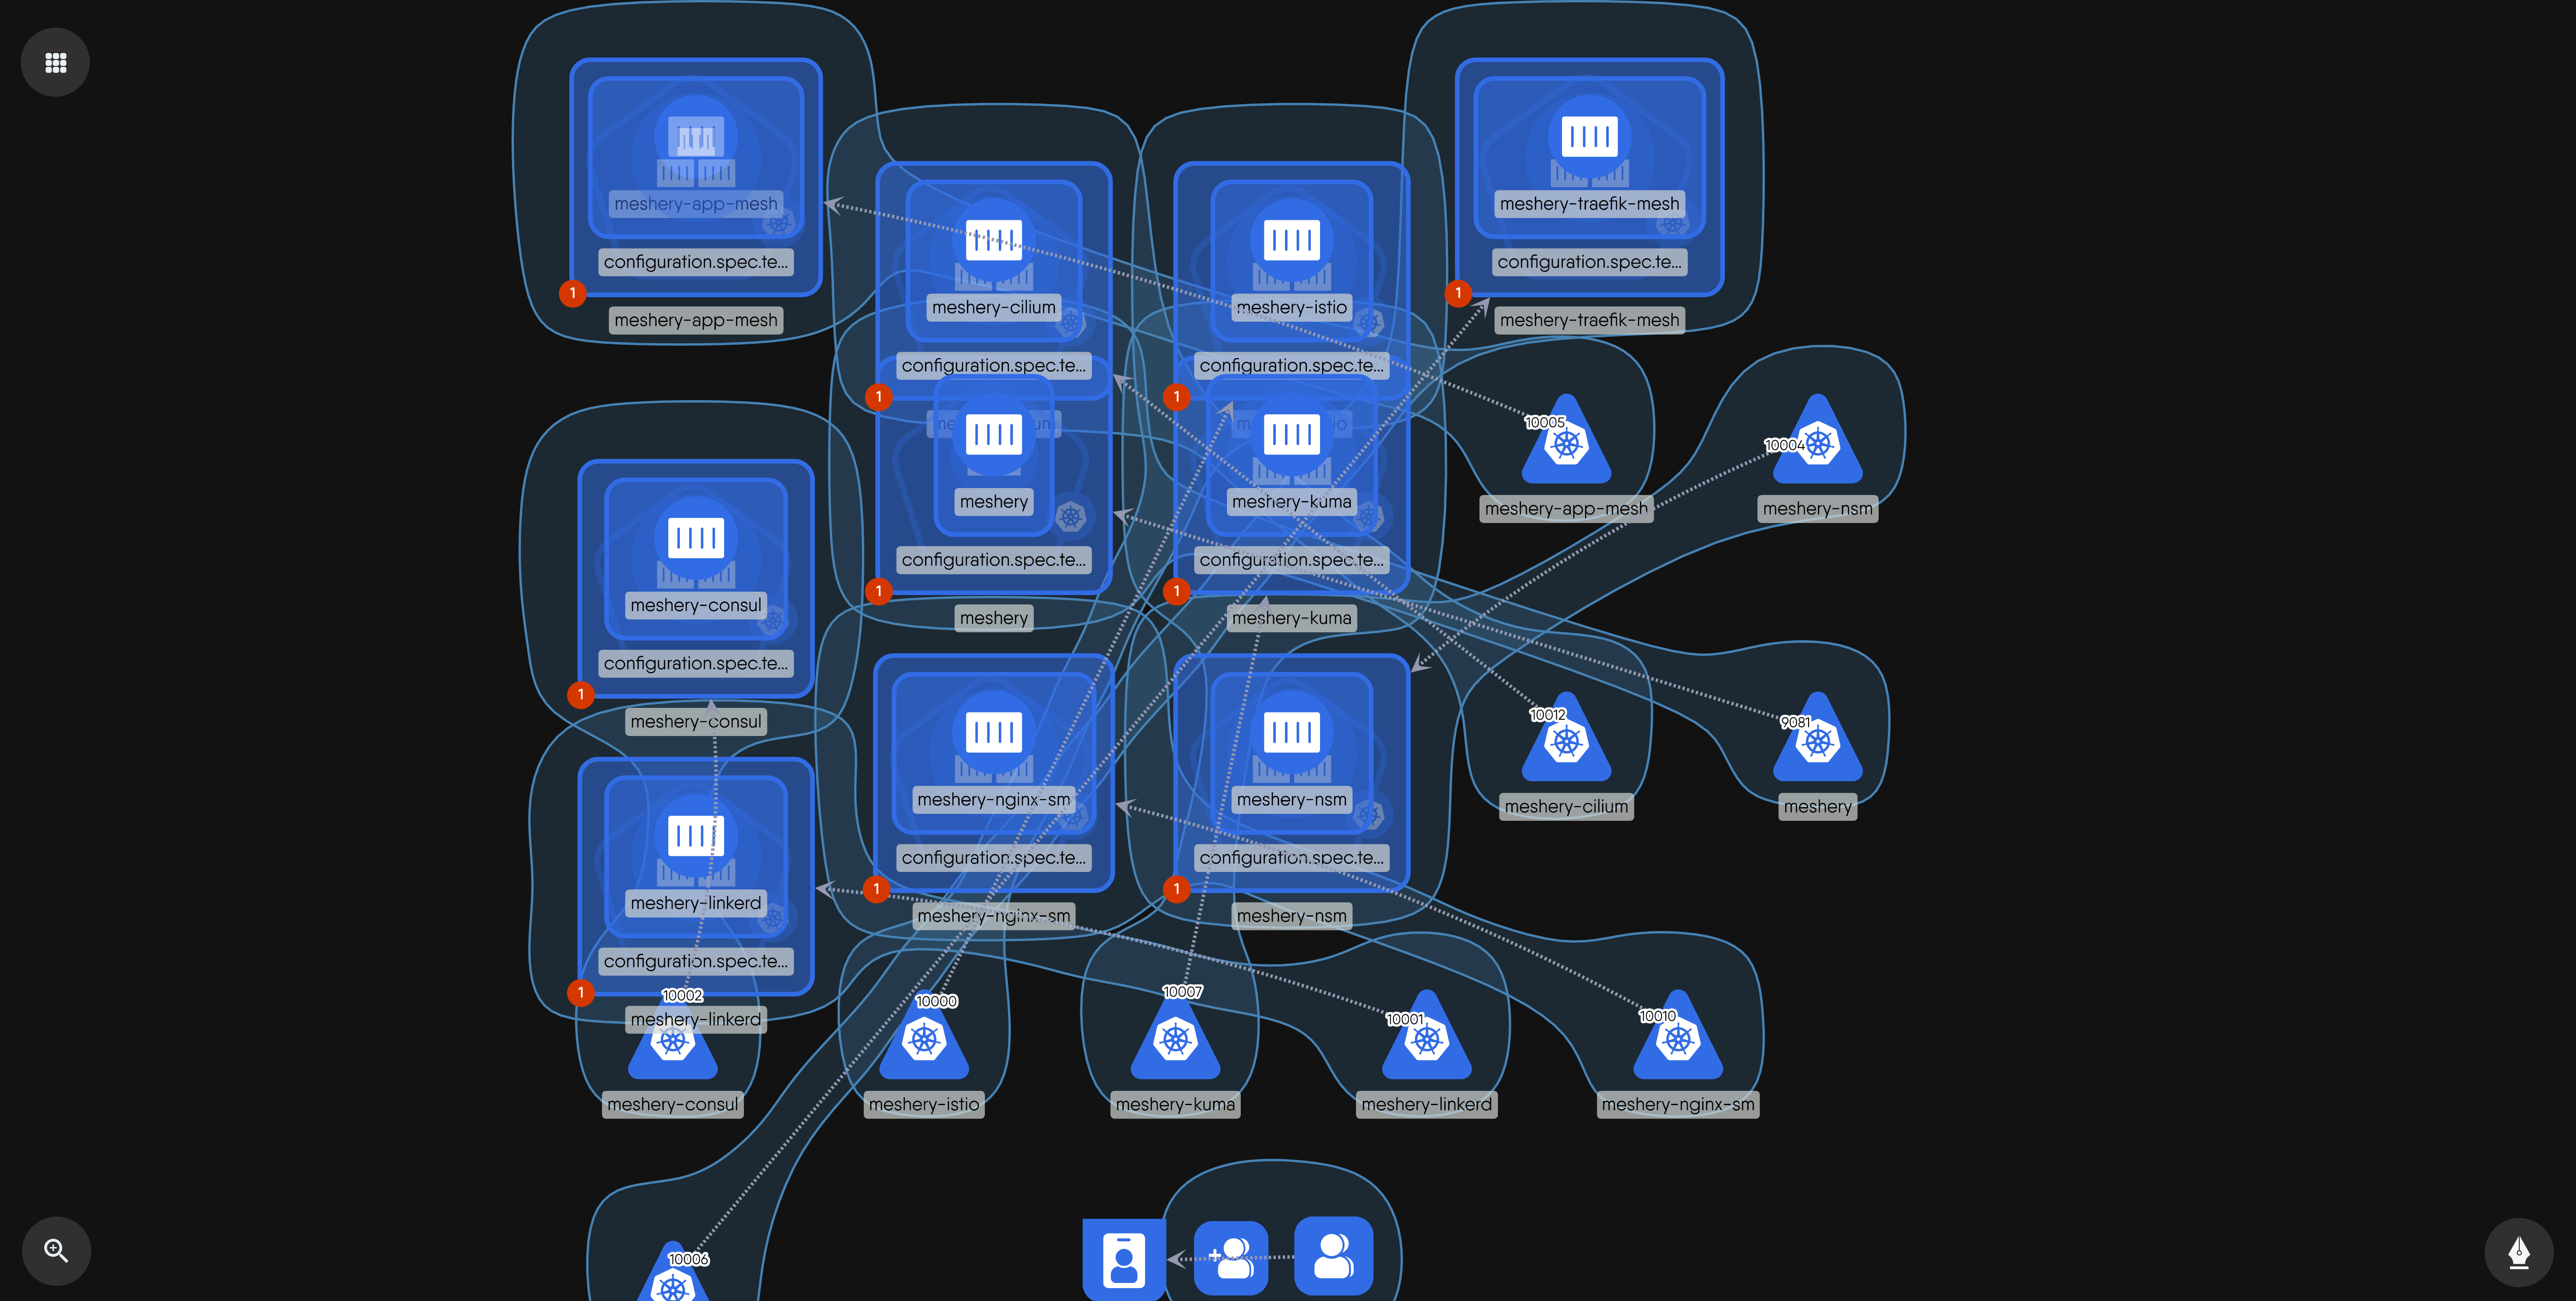 meshery-app-mesh
configuration.spec.te...
1
meshery-app-mesh
meshery-cilium
configuration.spec.te...
1
meshery-istio
configuration.spec.te...
1
meshery-traefik-mesh
configuration.spec.te...
1
meshery-traefik-mesh
meshery
configuration.spec.te...
1
meshery
meshery-kuma
configuration.spec.te...
1
meshery-kuma
10005
meshery-app-mesh
10004
meshery-nsm
meshery-consul
configuration.spec.te...
1
meshery-consul
meshery-nginx-sm
configuration.spec.te...
1
meshery-nginx-sm
meshery-nsm
configuration.spec.te...
1
meshery-nsm
10012
meshery-cilium
9081
meshery
meshery-linkerd
configuration.spec.te...
1
meshery-linkerd
10002
meshery-consul
10000
meshery-istio
10007
meshery-kuma
10001
meshery-linkerd
10010
meshery-nginx-sm
10006